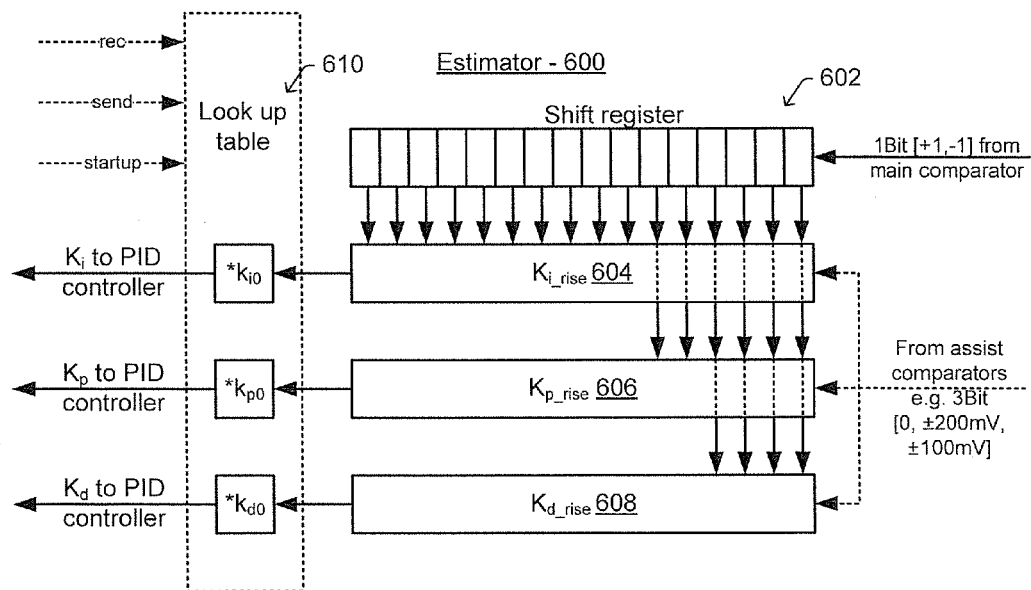 rec
send
startup
Look up
table
610
Estimator - 600
602
Shift register
1Bit [+1,-1] from
main comparator
Ki to PID
controller
*ki0
Ki_rise 604
Kp to PID
controller
*kp0
Kp_rise 606
From assist
comparators
e.g. 3Bit
[0, ±200mV,
±100mV]
Kd to PID
controller
*kd0
Kd_rise 608